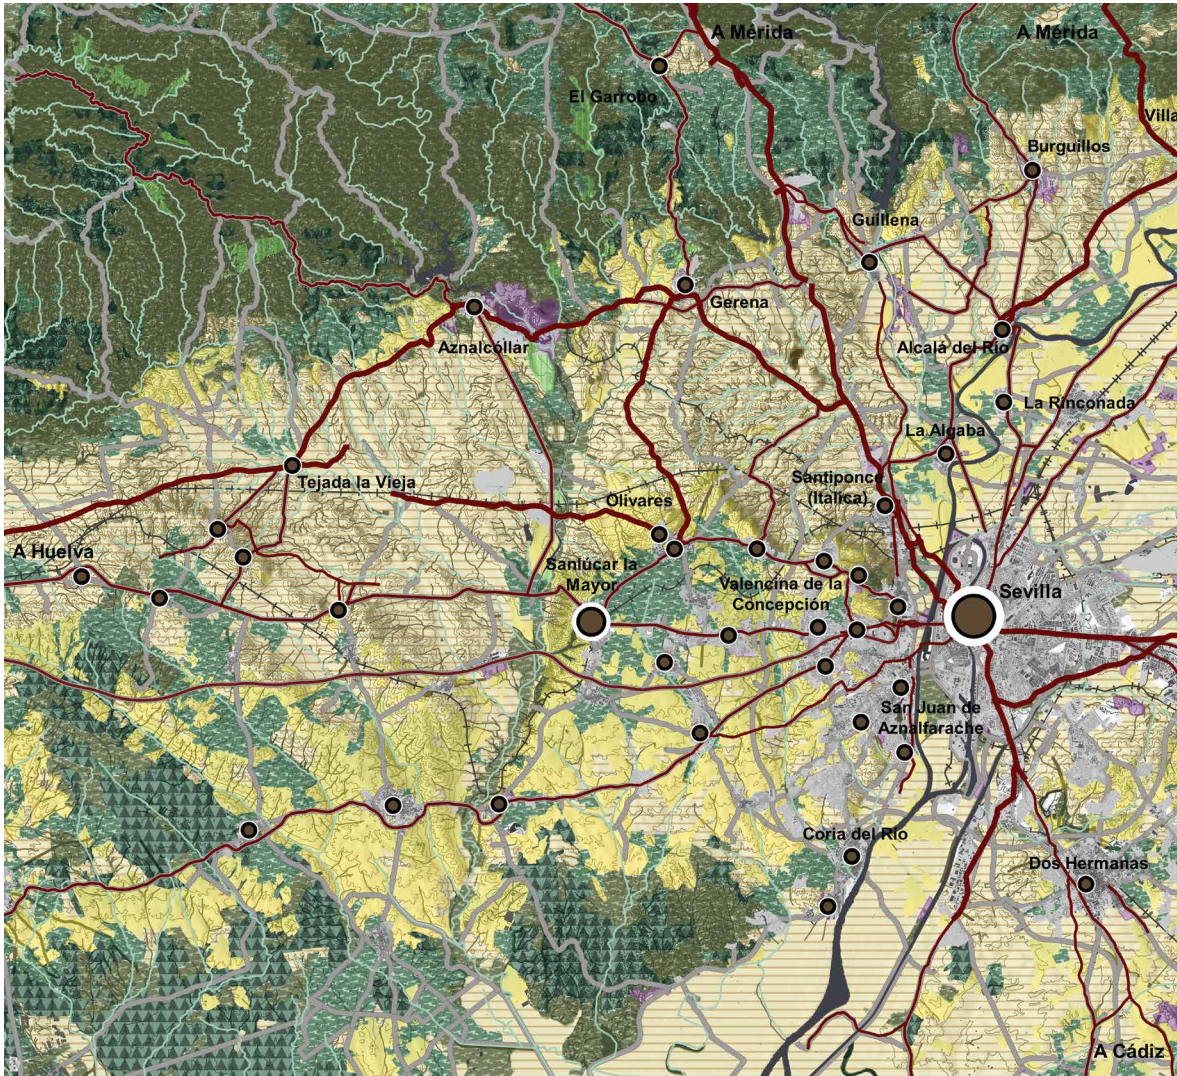 A Mérida
A Mérida
El Garrobo
Villa
Burguillos
Guillena
Gerena
Aznalcóllar
Alcalá del Río
La Rinconada
La Algaba
Tejada la Vieja
Santiponce
(Italica)
Olivares
A Huelva
Sanlúcar la
Mayor
Valencina de la
Concepción
Sevilla
San Juan de
Aznalfarache
Coria del Río
Dos Hermanas
A Cádiz